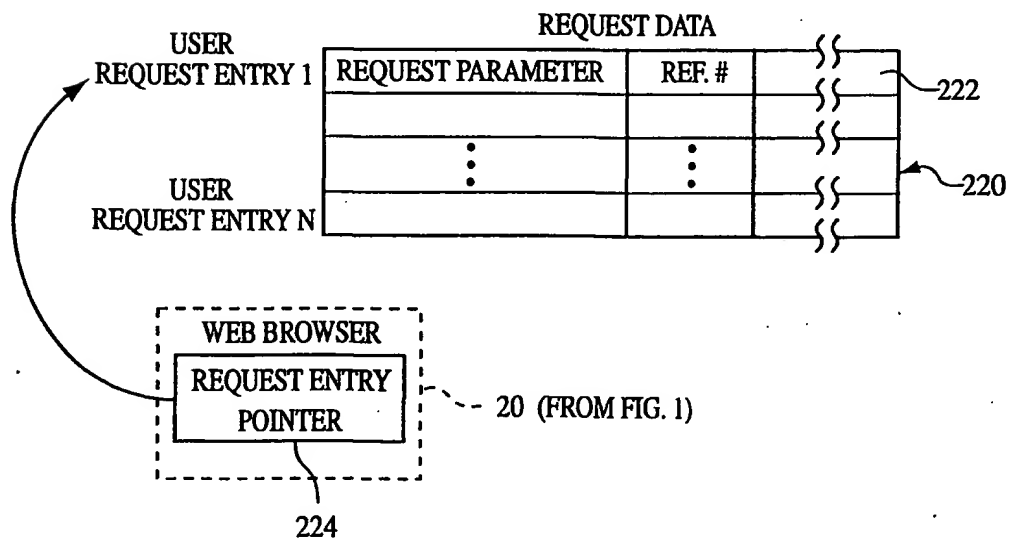 REQUEST DATA
USER
REQUEST ENTRY 1
REQUEST PARAMETER
REF. #
222
USER
REQUEST ENTRY N
220
WEB BROWSER
REQUEST ENTRY
POINTER
20 (FROM FIG. 1)
224